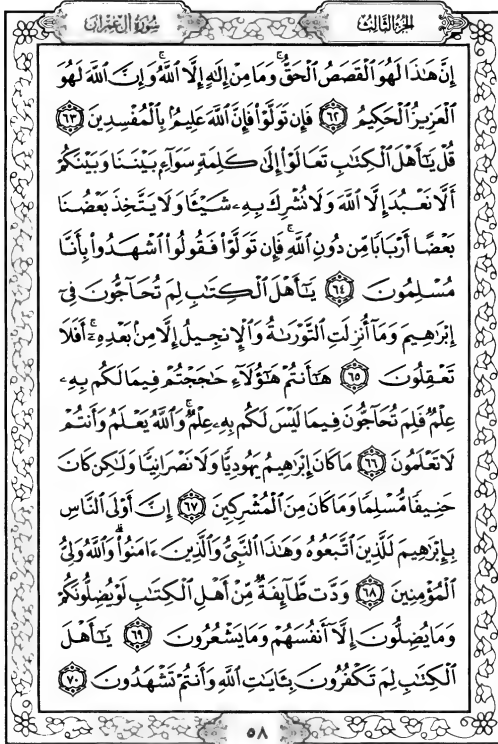 الجزء الثالث
سورة آل عمران
إِنَّ هَٰذَا لَهُوَ ٱلْقَصَصُ ٱلْحَقُّ ۚ وَمَا مِنْ إِلَٰهٍ إِلَّا ٱللَّهُ ۚ وَإِنَّ ٱللَّهَ لَهُوَ
ٱلْعَزِيزُ ٱلْحَكِيمُ ٦٢ فَإِن تَوَلَّوْا۟ فَإِنَّ ٱللَّهَ عَلِيمٌۢ بِٱلْمُفْسِدِينَ ٦٣
قُلْ يَٰٓأَهْلَ ٱلْكِتَٰبِ تَعَالَوْا۟ إِلَىٰ كَلِمَةٍ سَوَآءٍۭ بَيْنَنَا وَبَيْنَكُمْ
أَلَّا نَعْبُدَ إِلَّا ٱللَّهَ وَلَا نُشْرِكَ بِهِۦ شَيْـًٔا وَلَا يَتَّخِذَ بَعْضُنَا
بَعْضًا أَرْبَابًا مِّن دُونِ ٱللَّهِ ۚ فَإِن تَوَلَّوْا۟ فَقُولُوا۟ ٱشْهَدُوا۟ بِأَنَّا
مُسْلِمُونَ ٦٤ يَٰٓأَهْلَ ٱلْكِتَٰبِ لِمَ تُحَآجُّونَ فِىٓ
إِبْرَٰهِيمَ وَمَآ أُنزِلَتِ ٱلتَّوْرَىٰةُ وَٱلْإِنجِيلُ إِلَّا مِنۢ بَعْدِهِۦٓ ۚ أَفَلَا
تَعْقِلُونَ ٦٥ هَٰٓأَنتُمْ هَٰٓؤُلَآءِ حَٰجَجْتُمْ فِيمَا لَكُم بِهِۦ
عِلْمٌ فَلِمَ تُحَآجُّونَ فِيمَا لَيْسَ لَكُم بِهِۦ عِلْمٌ ۚ وَٱللَّهُ يَعْلَمُ وَأَنتُمْ
لَا تَعْلَمُونَ ٦٦ مَا كَانَ إِبْرَٰهِيمُ يَهُودِيًّا وَلَا نَصْرَانِيًّا وَلَٰكِن كَانَ
حَنِيفًا مُّسْلِمًا وَمَا كَانَ مِنَ ٱلْمُشْرِكِينَ ٦٧ إِنَّ أَوْلَى ٱلنَّاسِ
بِإِبْرَٰهِيمَ لَلَّذِينَ ٱتَّبَعُوهُ وَهَٰذَا ٱلنَّبِىُّ وَٱلَّذِينَ ءَامَنُوا۟ ۗ وَٱللَّهُ وَلِىُّ
ٱلْمُؤْمِنِينَ ٦٨ وَدَّت طَّآئِفَةٌ مِّنْ أَهْلِ ٱلْكِتَٰبِ لَوْ يُضِلُّونَكُمْ
وَمَا يُضِلُّونَ إِلَّآ أَنفُسَهُمْ وَمَا يَشْعُرُونَ ٦٩ يَٰٓأَهْلَ
ٱلْكِتَٰبِ لِمَ تَكْفُرُونَ بِـَٔايَٰتِ ٱللَّهِ وَأَنتُمْ تَشْهَدُونَ ٧٠
٥٨